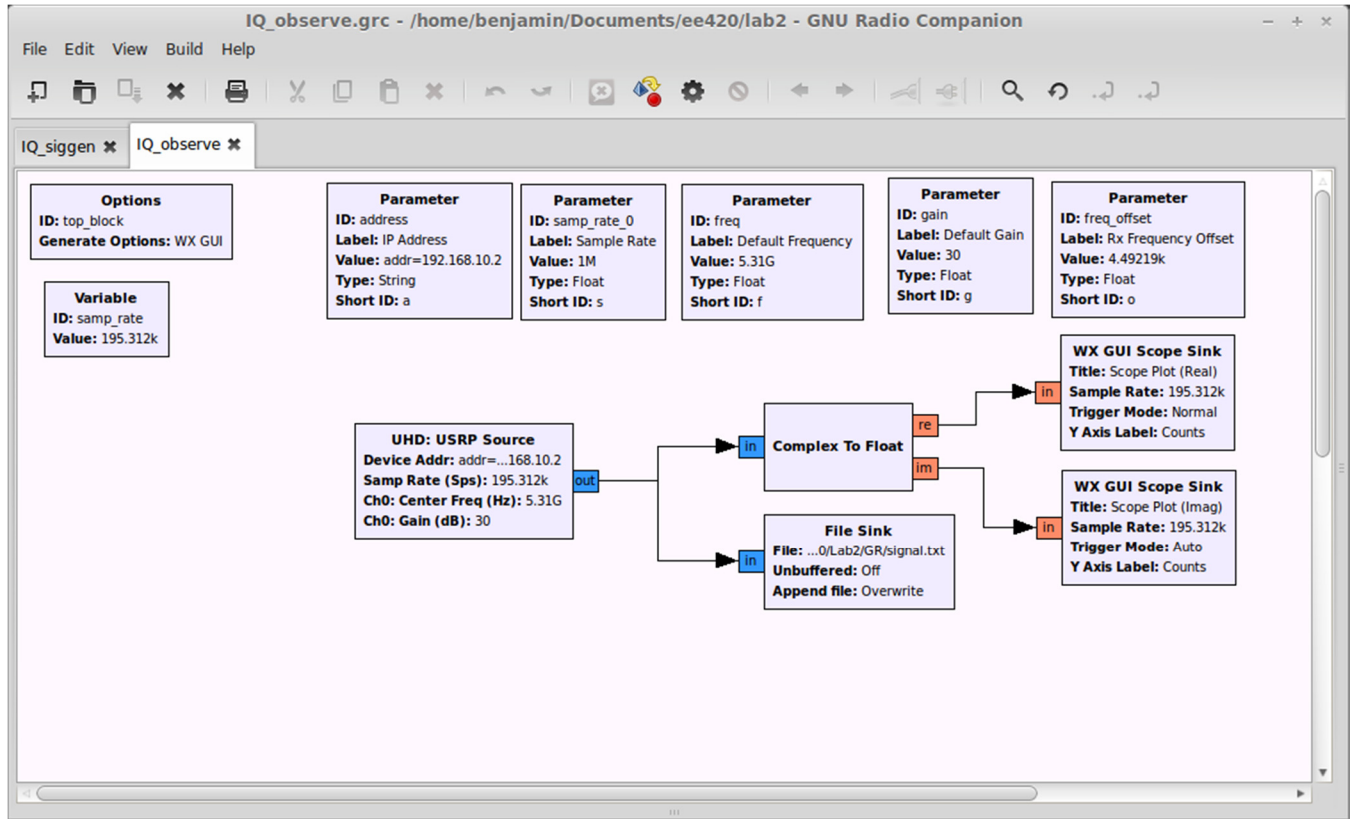 IQ_observe.grc - /home/benjamin/Documents/ee420/lab2 - GNU Radio Companion
File Edit View Build Help
IQ_siggen
IQ_observe
Options
ID: top_block
Generate Options: WX GUI
Variable
ID: samp_rate
Value: 195.312k
Parameter
ID: address
Label: IP Address
Value: addr=192.168.10.2
Type: String
Short ID: a
Parameter
ID: samp_rate_0
Label: Sample Rate
Value: 1M
Type: Float
Short ID: s
Parameter
ID: freq
Label: Default Frequency
Value: 5.31G
Type: Float
Short ID: f
Parameter
ID: gain
Label: Default Gain
Value: 30
Type: Float
Short ID: g
Parameter
ID: freq_offset
Label: Rx Frequency Offset
Value: 4.49219k
Type: Float
Short ID: o
UHD: USRP Source
Device Addr: addr=...168.10.2
Samp Rate (Sps): 195.312k
Ch0: Center Freq (Hz): 5.31G
Ch0: Gain (dB): 30
out
in
Complex To Float
re
im
in
File Sink
File: ...0/Lab2/GR/signal.txt
Unbuffered: Off
Append file: Overwrite
in
WX GUI Scope Sink
Title: Scope Plot (Real)
Sample Rate: 195.312k
Trigger Mode: Normal
Y Axis Label: Counts
in
WX GUI Scope Sink
Title: Scope Plot (Imag)
Sample Rate: 195.312k
Trigger Mode: Auto
Y Axis Label: Counts